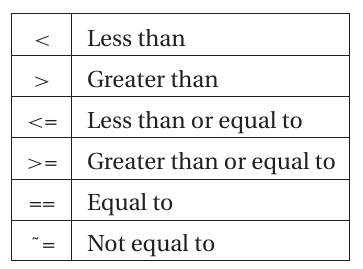 < Less than
> Greater than
<= Less than or equal to
>= Greater than or equal to
== Equal to
˜= Not equal to